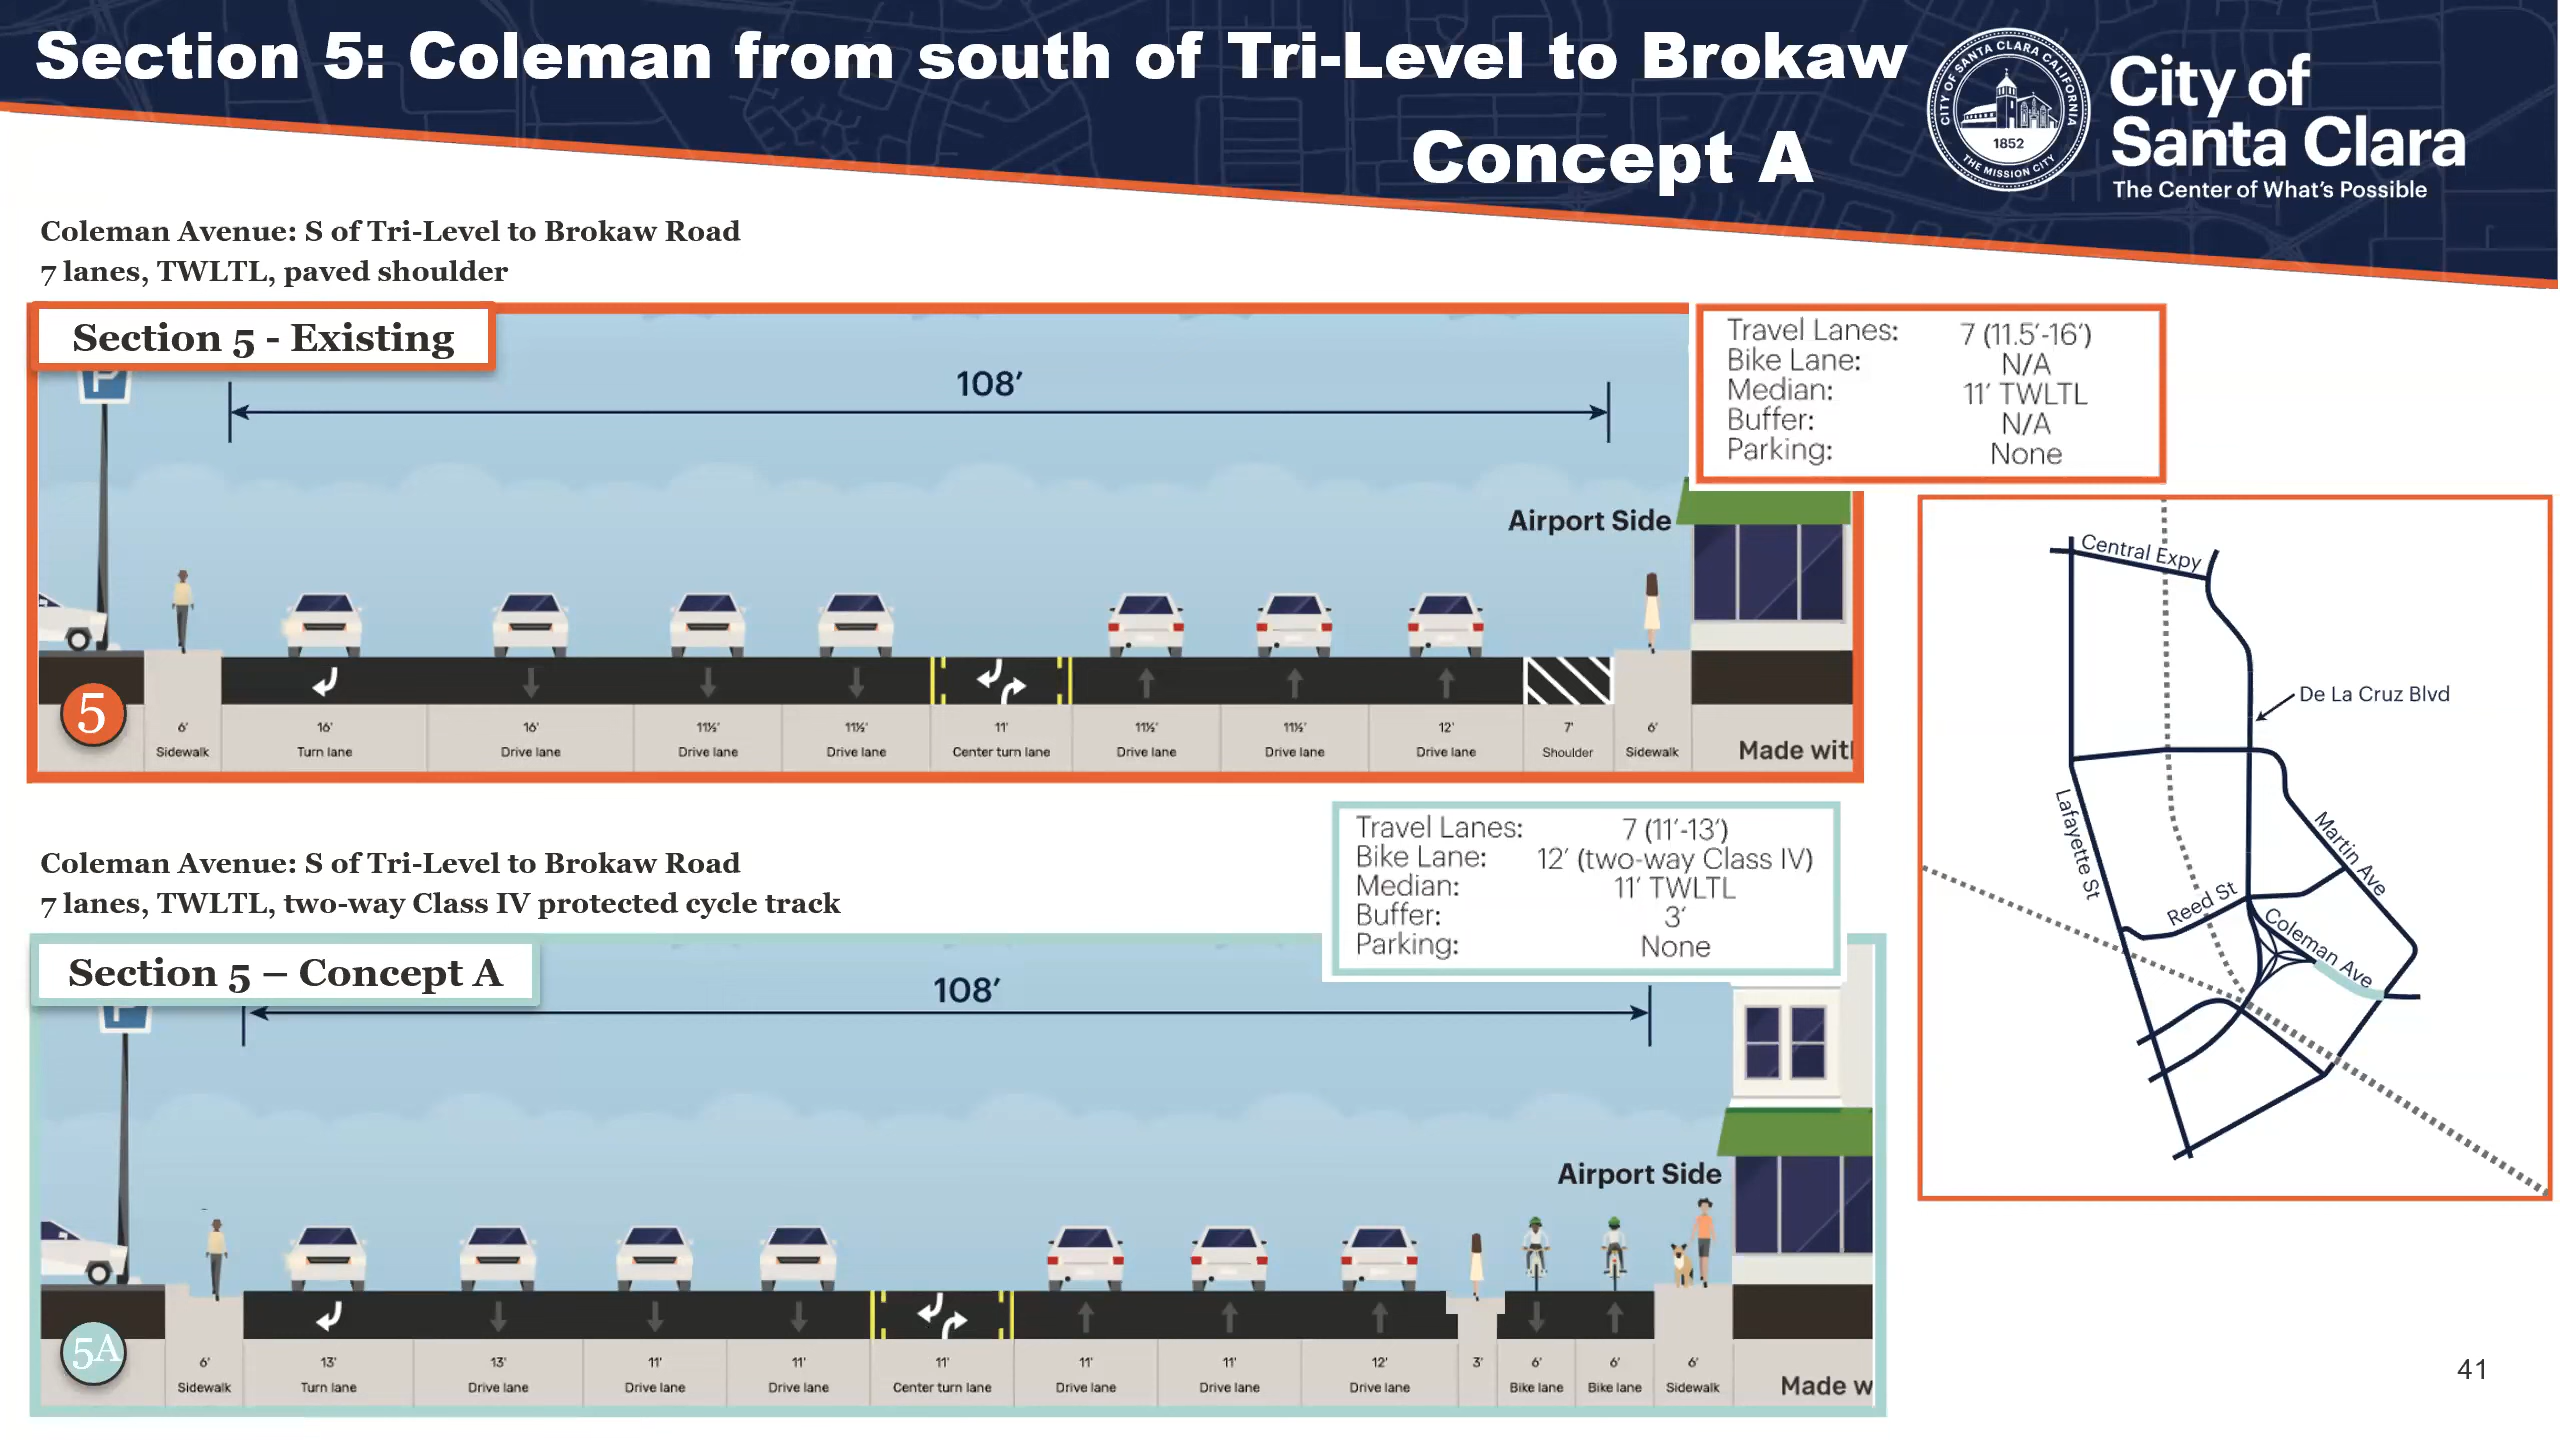 Section 5: Coleman from south of Tri-Level to Brokaw
Concept A
CITY OF SANTA CLARA CALIFORNIA
1852
THE MISSION CITY
City of
Santa Clara
The Center of What's Possible
Coleman Avenue: S of Tri-Level to Brokaw Road
7 lanes, TWLTL, paved shoulder
Section 5 - Existing
P
108′
Travel Lanes: 7 (11.5′-16′)
Bike Lane: N/A
Median: 11′ TWLTL
Buffer: N/A
Parking: None
Airport Side
5
6′ 16′ 16′ 11½′ 11½′ 11′ 11½′ 11½′ 12′ 7′ 6′
Sidewalk Turn lane Drive lane Drive lane Drive lane Center turn lane Drive lane Drive lane Drive lane Shoulder Sidewalk
Made wit
Central Expy
De La Cruz Blvd
Lafayette St
Martin Ave
Reed St
Coleman Ave
Coleman Avenue: S of Tri-Level to Brokaw Road
7 lanes, TWLTL, two-way Class IV protected cycle track
Travel Lanes: 7 (11′-13′)
Bike Lane: 12′ (two-way Class IV)
Median: 11′ TWLTL
Buffer: 3′
Parking: None
Section 5 – Concept A
108′
Airport Side
5A
6′ 13′ 13′ 11′ 11′ 11′ 11′ 11′ 12′ 3′ 6′ 6′ 6′
Sidewalk Turn lane Drive lane Drive lane Drive lane Center turn lane Drive lane Drive lane Drive lane Bike lane Bike lane Sidewalk
Made w
41